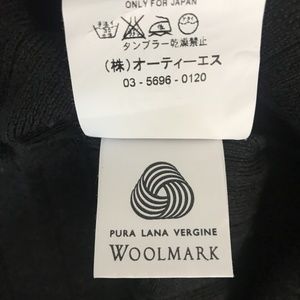 ONLY FOR JAPAN
タンブラー乾燥禁止
(株)オーティーエス
03-5696-0120
PURA LANA VERGINE
WOOLMARK